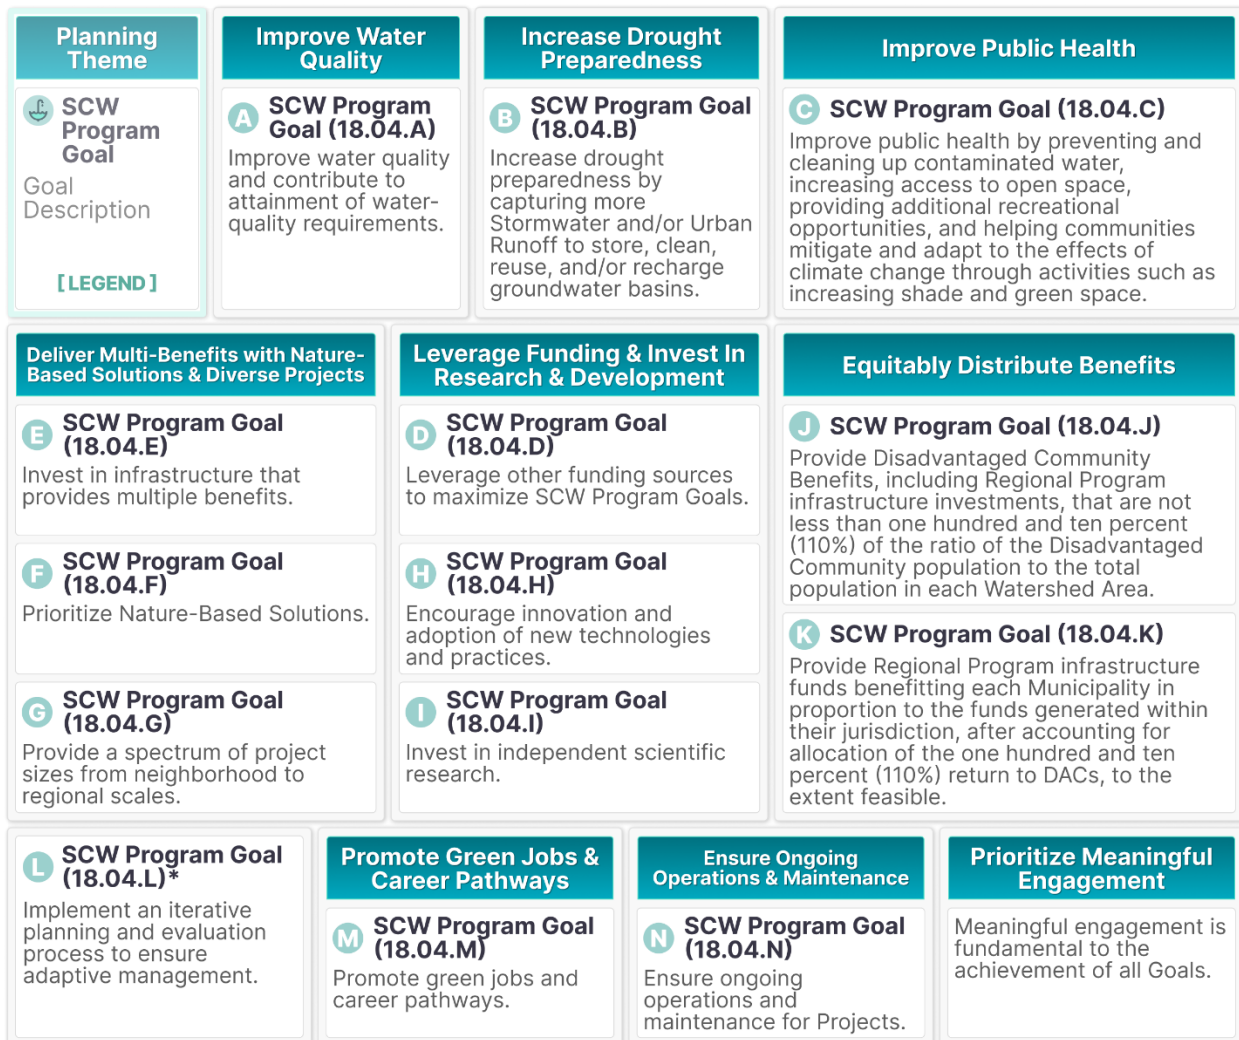 Planning
Theme
SCW
Program
Goal
Goal
Description
[LEGEND]
Improve Water
Quality
A SCW Program
Goal (18.04.A)
Improve water quality
and contribute to
attainment of water-
quality requirements.
Increase Drought
Preparedness
B SCW Program Goal
(18.04.B)
Increase drought
preparedness by
capturing more
Stormwater and/or Urban
Runoff to store, clean,
reuse, and/or recharge
groundwater basins.
Improve Public Health
C SCW Program Goal (18.04.C)
Improve public health by preventing and
cleaning up contaminated water,
increasing access to open space,
providing additional recreational
opportunities, and helping communities
mitigate and adapt to the effects of
climate change through activities such as
increasing shade and green space.
Deliver Multi-Benefits with Nature-
Based Solutions & Diverse Projects
E SCW Program Goal
(18.04.E)
Invest in infrastructure that
provides multiple benefits.
F SCW Program Goal
(18.04.F)
Prioritize Nature-Based Solutions.
G SCW Program Goal
(18.04.G)
Provide a spectrum of project
sizes from neighborhood to
regional scales.
Leverage Funding & Invest In
Research & Development
D SCW Program Goal
(18.04.D)
Leverage other funding sources
to maximize SCW Program Goals.
H SCW Program Goal
(18.04.H)
Encourage innovation and
adoption of new technologies
and practices.
I SCW Program Goal
(18.04.I)
Invest in independent scientific
research.
Equitably Distribute Benefits
J SCW Program Goal (18.04.J)
Provide Disadvantaged Community
Benefits, including Regional Program
infrastructure investments, that are not
less than one hundred and ten percent
(110%) of the ratio of the Disadvantaged
Community population to the total
population in each Watershed Area.
K SCW Program Goal (18.04.K)
Provide Regional Program infrastructure
funds benefitting each Municipality in
proportion to the funds generated within
their jurisdiction, after accounting for
allocation of the one hundred and ten
percent (110%) return to DACs, to the
extent feasible.
L SCW Program Goal
(18.04.L)*
Implement an iterative
planning and evaluation
process to ensure
adaptive management.
Promote Green Jobs &
Career Pathways
M SCW Program Goal
(18.04.M)
Promote green jobs and
career pathways.
Ensure Ongoing
Operations & Maintenance
N SCW Program Goal
(18.04.N)
Ensure ongoing
operations and
maintenance for Projects.
Prioritize Meaningful
Engagement
Meaningful engagement is
fundamental to the
achievement of all Goals.